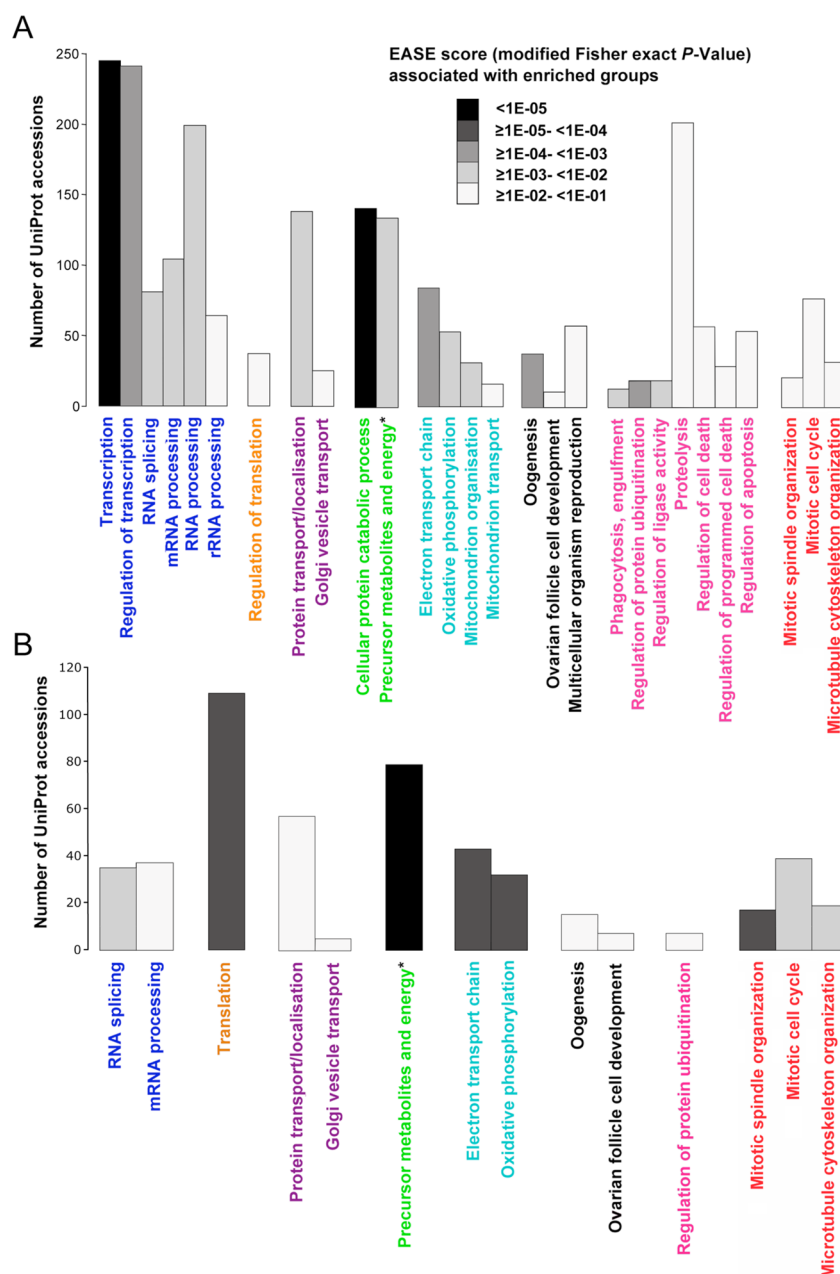 A
EASE score (modified Fisher exact P-Value)
associated with enriched groups
<1E-05
≥1E-05- <1E-04
≥1E-04- <1E-03
≥1E-03- <1E-02
≥1E-02- <1E-01
Number of UniProt accessions
250
200
150
100
50
0
Transcription
Regulation of transcription
RNA splicing
mRNA processing
RNA processing
rRNA processing
Regulation of translation
Protein transport/localisation
Golgi vesicle transport
Cellular protein catabolic process
Precursor metabolites and energy*
Electron transport chain
Oxidative phosphorylation
Mitochondrion organisation
Mitochondrion transport
Oogenesis
Ovarian follicle cell development
Multicellular organism reproduction
Phagocytosis, engulfment
Regulation of protein ubiquitination
Regulation of ligase activity
Proteolysis
Regulation of cell death
Regulation of programmed cell death
Regulation of apoptosis
Mitotic spindle organization
Mitotic cell cycle
Microtubule cytoskeleton organization
B
Number of UniProt accessions
120
100
80
60
40
20
0
RNA splicing
mRNA processing
Translation
Protein transport/localisation
Golgi vesicle transport
Precursor metabolites and energy*
Electron transport chain
Oxidative phosphorylation
Oogenesis
Ovarian follicle cell development
Regulation of protein ubiquitination
Mitotic spindle organization
Mitotic cell cycle
Microtubule cytoskeleton organization